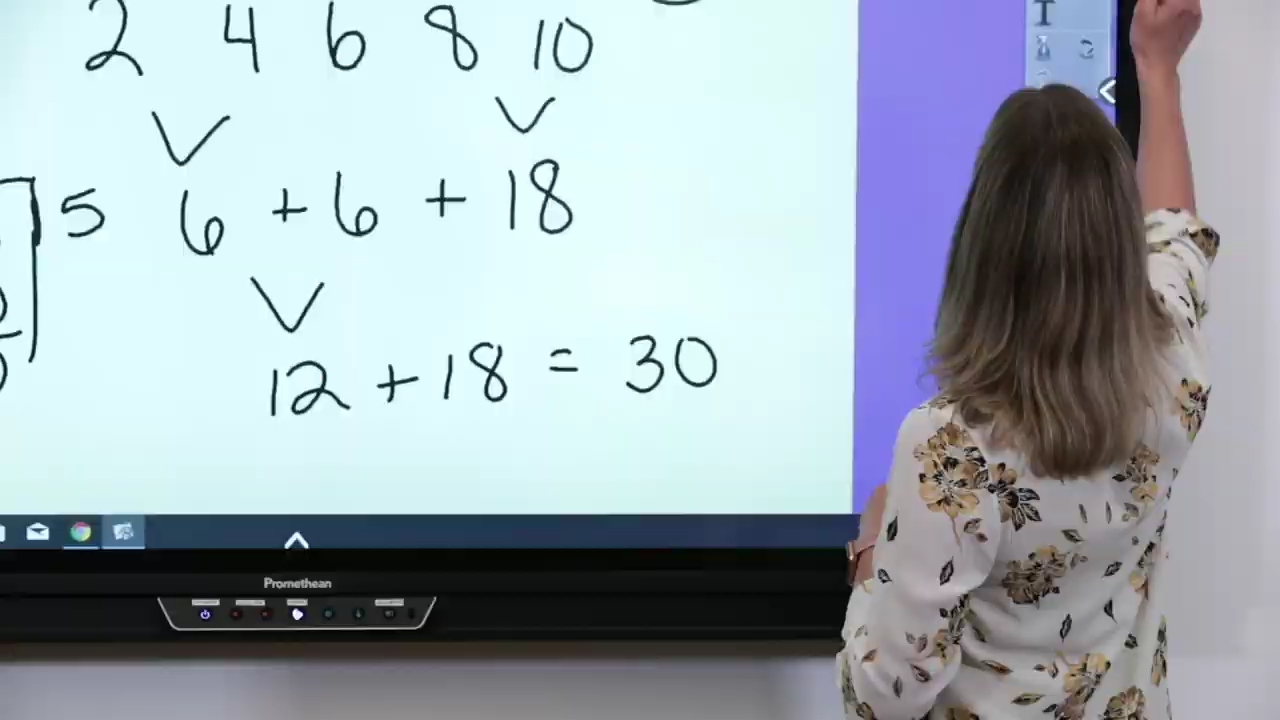 2 4 6 8 10
5 6 + 6 + 18
12 + 18 = 30
T
Promethean